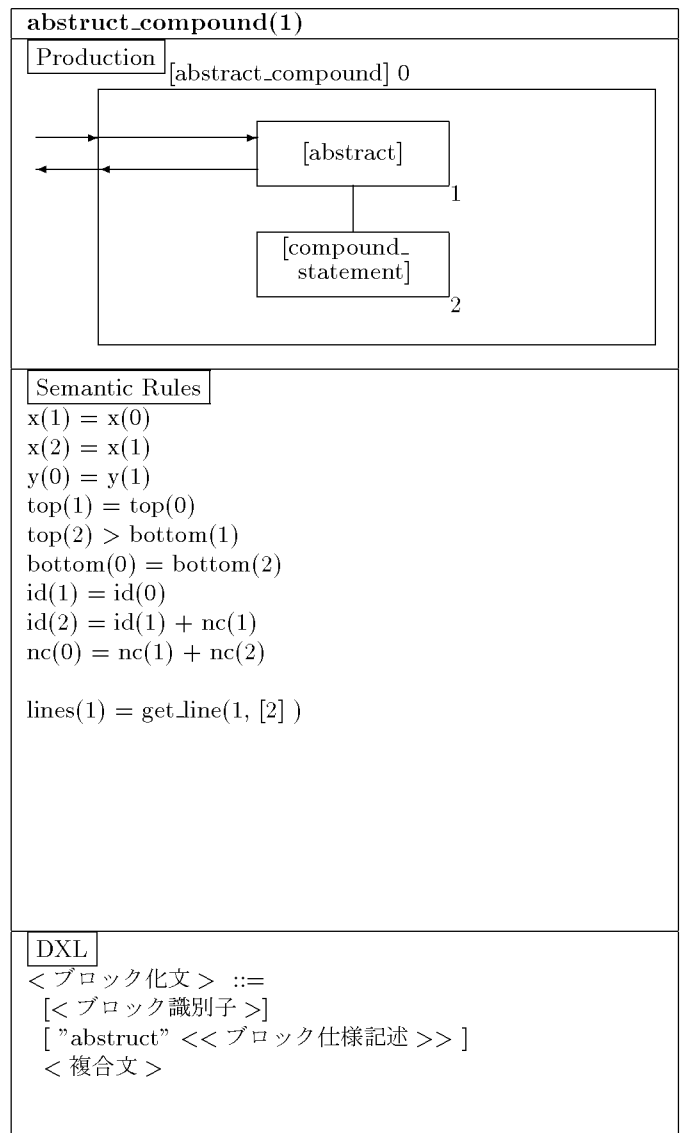 abstruct_compound(1)
Production
[abstract_compound] 0
[abstract]
1
[compound_
statement]
2
Semantic Rules
x(1) = x(0)
x(2) = x(1)
y(0) = y(1)
top(1) = top(0)
top(2) > bottom(1)
bottom(0) = bottom(2)
id(1) = id(0)
id(2) = id(1) + nc(1)
nc(0) = nc(1) + nc(2)
lines(1) = get_line(1, [2] )
DXL
< ブロック化文 > ::=
[< ブロック識別子 >]
[ ”abstruct” << ブロック仕様記述 >> ]
< 複合文 >